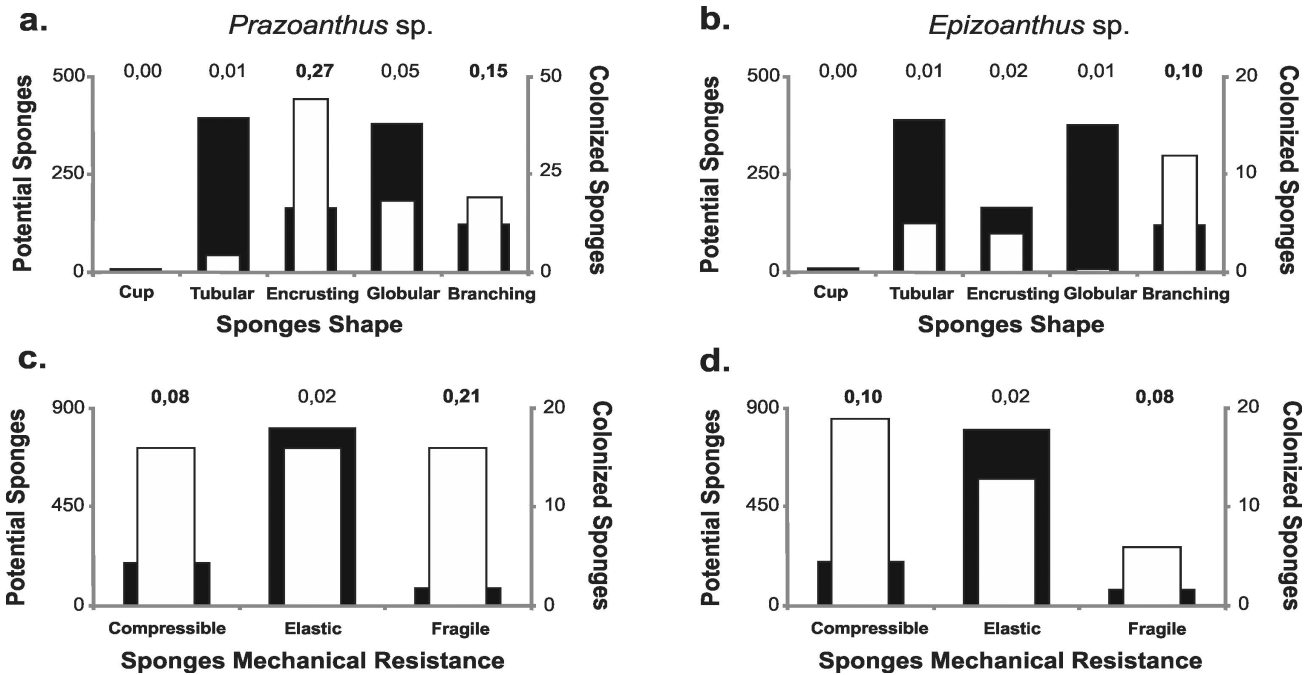 a.
Prazoanthus sp.
0,00 0,01 0,27 0,05 0,15
500 50
250 25
0 0
Potential Sponges
Colonized Sponges
Cup Tubular Encrusting Globular Branching
Sponges Shape
b.
Epizoanthus sp.
0,00 0,01 0,02 0,01 0,10
500 20
250 10
0 0
Potential Sponges
Colonized Sponges
Cup Tubular Encrusting Globular Branching
Sponges Shape
c.
0,08 0,02 0,21
900 20
450 10
0 0
Potential Sponges
Colonized Sponges
Compressible Elastic Fragile
Sponges Mechanical Resistance
d.
0,10 0,02 0,08
900 20
450 10
0 0
Potential Sponges
Colonized Sponges
Compressible Elastic Fragile
Sponges Mechanical Resistance